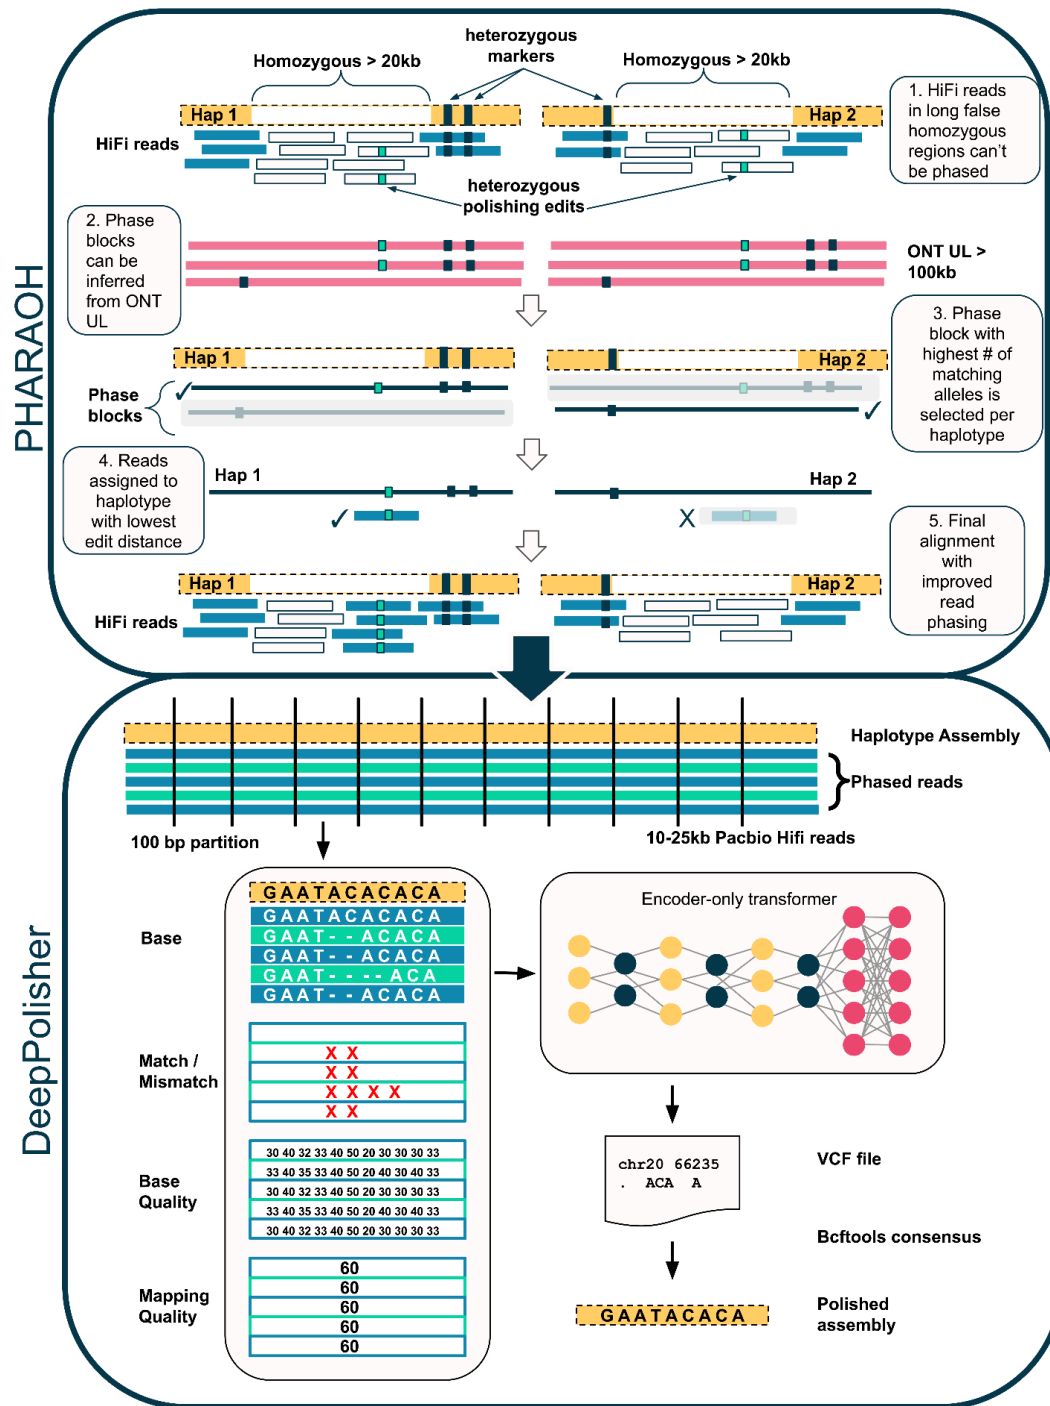 PHARAOH
heterozygous
markers
Homozygous > 20kb
Homozygous > 20kb
Hap 1
Hap 2
HiFi reads
1. HiFi reads
in long false
homozygous
regions can't
be phased
heterozygous
polishing edits
2. Phase
blocks
can be
inferred
from ONT
UL
ONT UL >
100kb
3. Phase
block with
highest # of
matching
alleles is
selected per
haplotype
Hap 1
Hap 2
Phase
blocks
✓
✓
4. Reads
assigned to
haplotype
with lowest
edit distance
Hap 1
Hap 2
✓
X
5. Final
alignment
with
improved
read
phasing
Hap 1
Hap 2
HiFi reads
DeepPolisher
Haplotype Assembly
Phased reads
100 bp partition
10-25kb Pacbio Hifi reads
Base
GAATACACACA
GAATACACACA
GAAT--ACACA
GAAT--ACACA
GAAT----ACA
GAAT--ACACA
Encoder-only transformer
Match /
Mismatch
X X
X X
X X X X
X X
Base
Quality
30 40 32 33 40 50 20 30 30 30 33
33 40 35 33 40 50 20 40 30 40 33
30 40 32 33 40 50 20 30 30 30 33
33 40 35 33 40 50 20 40 30 40 33
30 40 32 33 40 50 20 30 30 30 33
Mapping
Quality
60
60
60
60
60
chr20 66235
. ACA A
VCF file
Bcftools consensus
GAATACACA
Polished
assembly